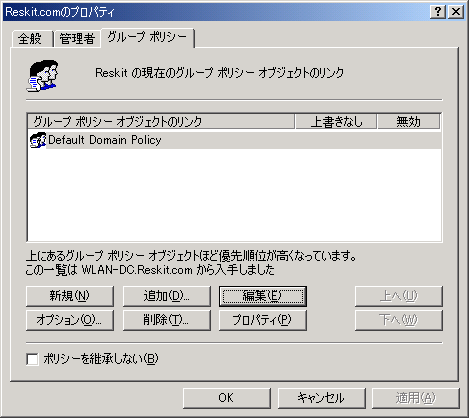 Reskit.comのプロパティ
? ×
全般 管理者 グループ ポリシー
Reskit の現在のグループ ポリシー オブジェクトのリンク
グループ ポリシー オブジェクトのリンク 上書きなし 無効
Default Domain Policy
上にあるグループ ポリシー オブジェクトほど優先順位が高くなっています。
この一覧は WLAN-DC.Reskit.com から入手しました
新規(N) 追加(D)... 編集(E) 上へ(U)
オプション(O)... 削除(T)... プロパティ(P) 下へ(W)
ポリシーを継承しない(B)
OK キャンセル 適用(A)